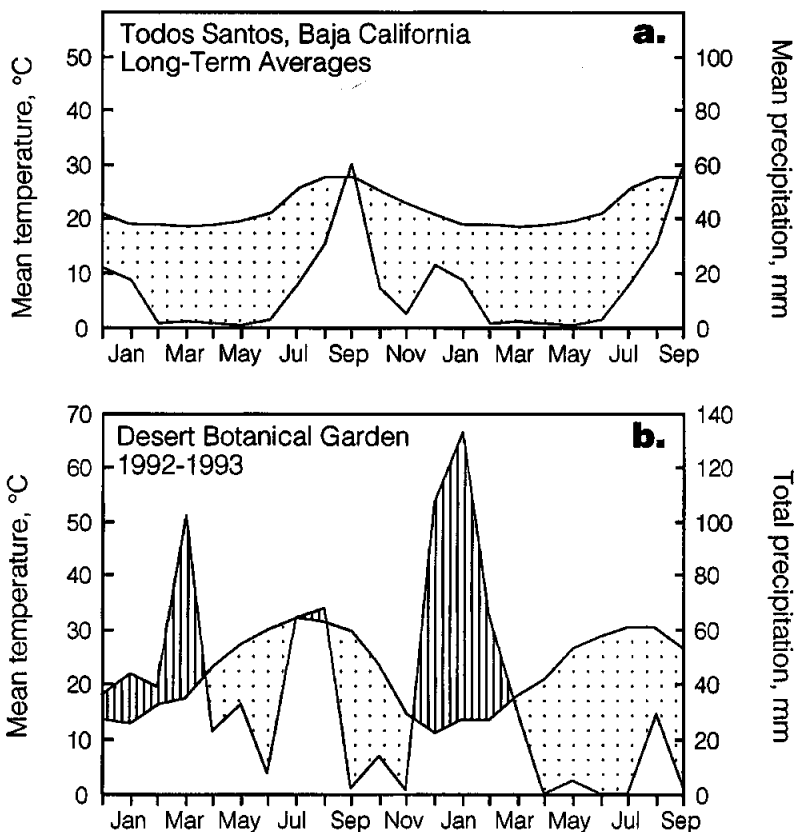 Todos Santos, Baja California
Long-Term Averages
a.
Mean temperature, °C
50
40
30
20
10
0
Mean precipitation, mm
100
80
60
40
20
0
Jan Mar May Jul Sep Nov Jan Mar May Jul Sep
Desert Botanical Garden
1992-1993
b.
Mean temperature, °C
70
60
50
40
30
20
10
0
Total precipitation, mm
140
120
100
80
60
40
20
0
Jan Mar May Jul Sep Nov Jan Mar May Jul Sep